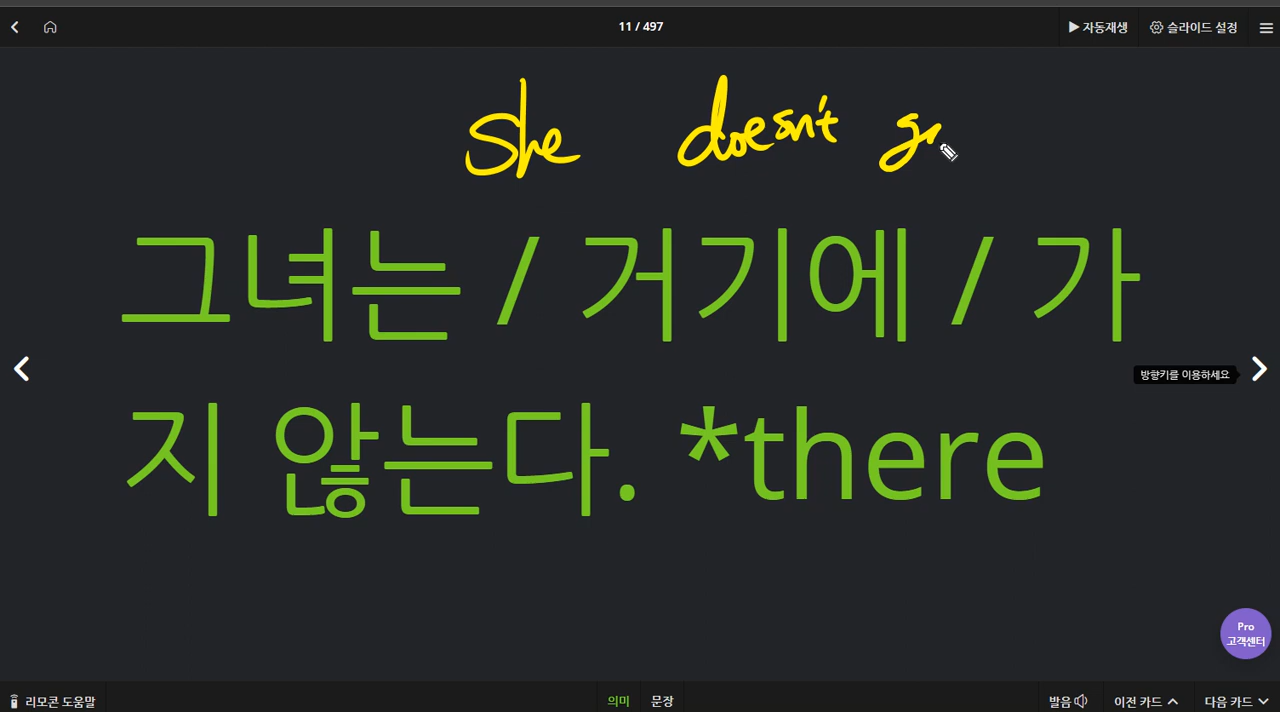 11 / 497
자동재생
슬라이드 설정
She doesn't
그녀는 / 거기에 / 가
지 않는다. *there
방향키를 이용하세요
Pro
고객센터
리모콘 도움말
의미
문장
발음
이전 카드
다음 카드